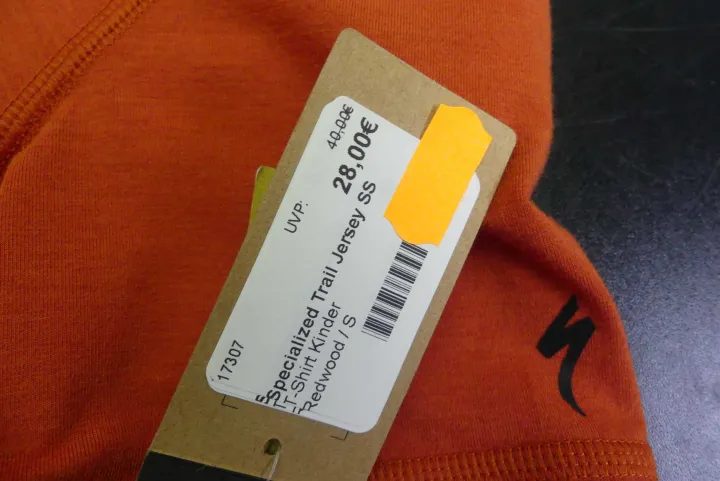 UVP:
40,00€
28,00€
Specialized Trail Jersey SS
T-Shirt Kinder
Redwood / S
17307